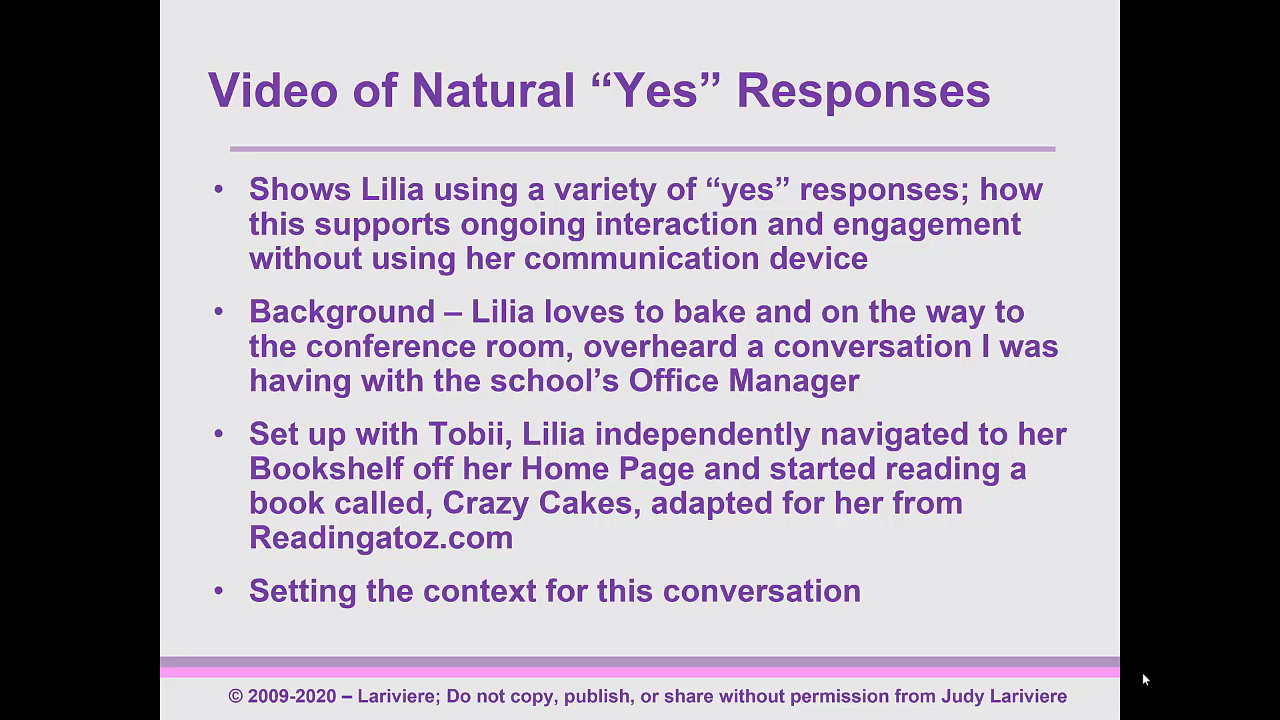 Video of Natural “Yes” Responses
• Shows Lilia using a variety of “yes” responses; how
this supports ongoing interaction and engagement
without using her communication device
• Background – Lilia loves to bake and on the way to
the conference room, overheard a conversation I was
having with the school’s Office Manager
• Set up with Tobii, Lilia independently navigated to her
Bookshelf off her Home Page and started reading a
book called, Crazy Cakes, adapted for her from
Readingatoz.com
• Setting the context for this conversation
© 2009-2020 – Lariviere; Do not copy, publish, or share without permission from Judy Lariviere